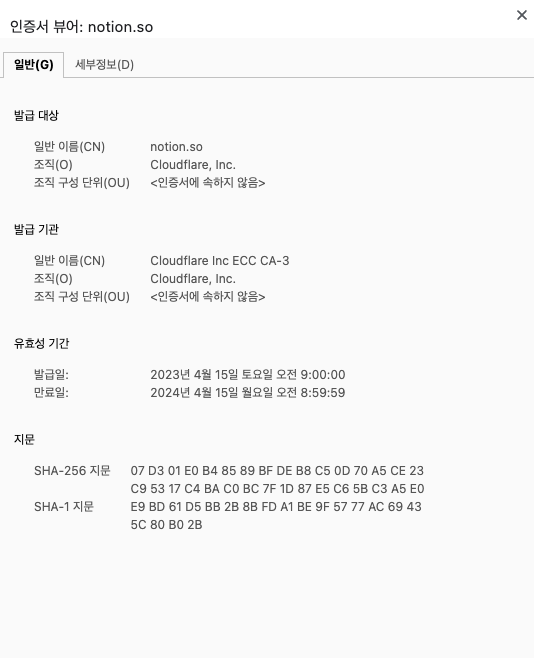 인증서 뷰어: notion.so
일반(G) 세부정보(D)
발급 대상
일반 이름(CN) notion.so
조직(O) Cloudflare, Inc.
조직 구성 단위(OU) <인증서에 속하지 않음>
발급 기관
일반 이름(CN) Cloudflare Inc ECC CA-3
조직(O) Cloudflare, Inc.
조직 구성 단위(OU) <인증서에 속하지 않음>
유효성 기간
발급일: 2023년 4월 15일 토요일 오전 9:00:00
만료일: 2024년 4월 15일 월요일 오전 8:59:59
지문
SHA-256 지문 07 D3 01 E0 B4 85 89 BF DE B8 C5 0D 70 A5 CE 23
C9 53 17 C4 BA C0 BC 7F 1D 87 E5 C6 5B C3 A5 E0
SHA-1 지문 E9 BD 61 D5 BB 2B 8B FD A1 BE 9F 57 77 AC 69 43
5C 80 B0 2B